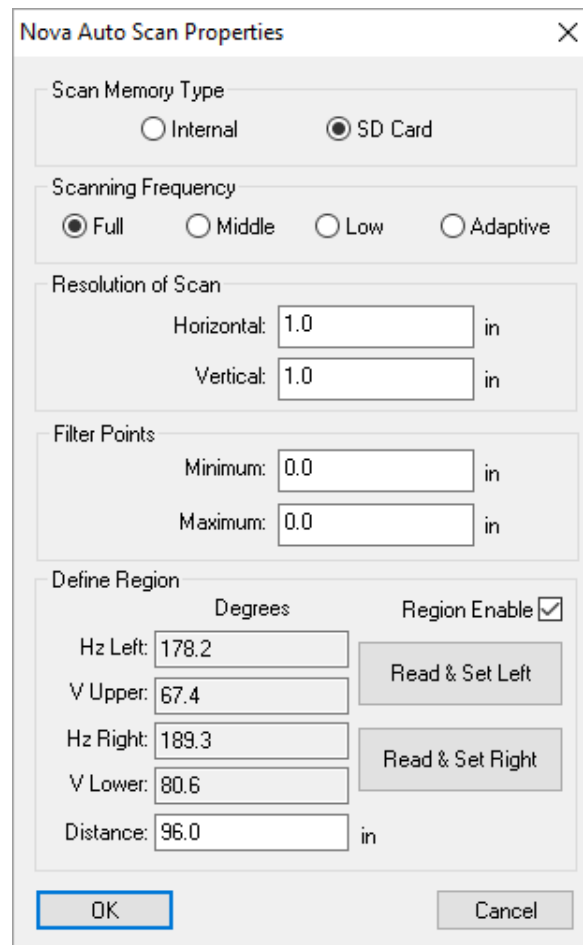 Nova Auto Scan Properties
Scan Memory Type
Internal SD Card
Scanning Frequency
Full Middle Low Adaptive
Resolution of Scan
Horizontal: 1.0 in
Vertical: 1.0 in
Filter Points
Minimum: 0.0 in
Maximum: 0.0 in
Define Region
Degrees Region Enable
Hz Left: 178.2
Read & Set Left
V Upper: 67.4
Hz Right: 189.3
Read & Set Right
V Lower: 80.6
Distance: 96.0 in
OK Cancel